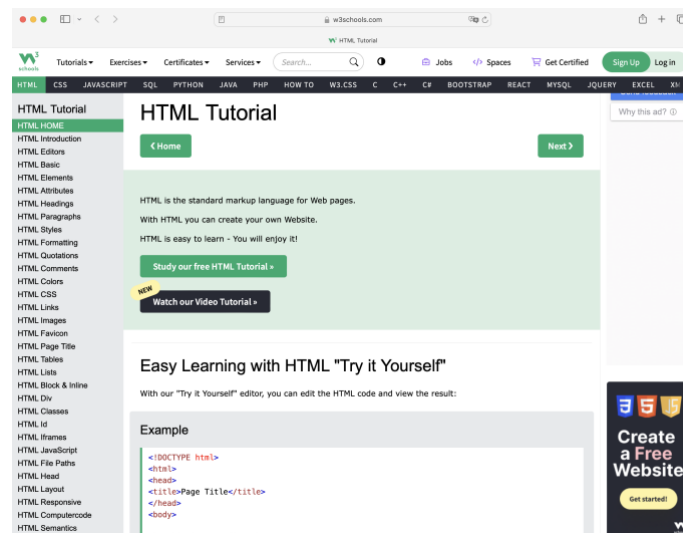 w3schools.com
HTML Tutorial
W3 schools
Tutorials Exercises Certificates Services Search... Jobs </> Spaces Get Certified Sign Up Log in
HTML CSS JAVASCRIPT SQL PYTHON JAVA PHP HOW TO W3.CSS C C++ C# BOOTSTRAP REACT MYSQL JQUERY EXCEL
HTML Tutorial
HTML HOME
HTML Introduction
HTML Editors
HTML Basic
HTML Elements
HTML Attributes
HTML Headings
HTML Paragraphs
HTML Styles
HTML Formatting
HTML Quotations
HTML Comments
HTML Colors
HTML CSS
HTML Links
HTML Images
HTML Favicon
HTML Page Title
HTML Tables
HTML Lists
HTML Block & Inline
HTML Div
HTML Classes
HTML Id
HTML Iframes
HTML JavaScript
HTML File Paths
HTML Head
HTML Layout
HTML Responsive
HTML Computercode
HTML Semantics
HTML Tutorial
❮ Home Next ❯
HTML is the standard markup language for Web pages.
With HTML you can create your own Website.
HTML is easy to learn - You will enjoy it!
Study our free HTML Tutorial »
NEW
Watch our Video Tutorial »
Easy Learning with HTML "Try it Yourself"
With our "Try it Yourself" editor, you can edit the HTML code and view the result:
Example
<!DOCTYPE html>
<html>
<head>
<title>Page Title</title>
</head>
<body>
Why this ad?
3 5 JS
Create
a Free
Website
Get started!